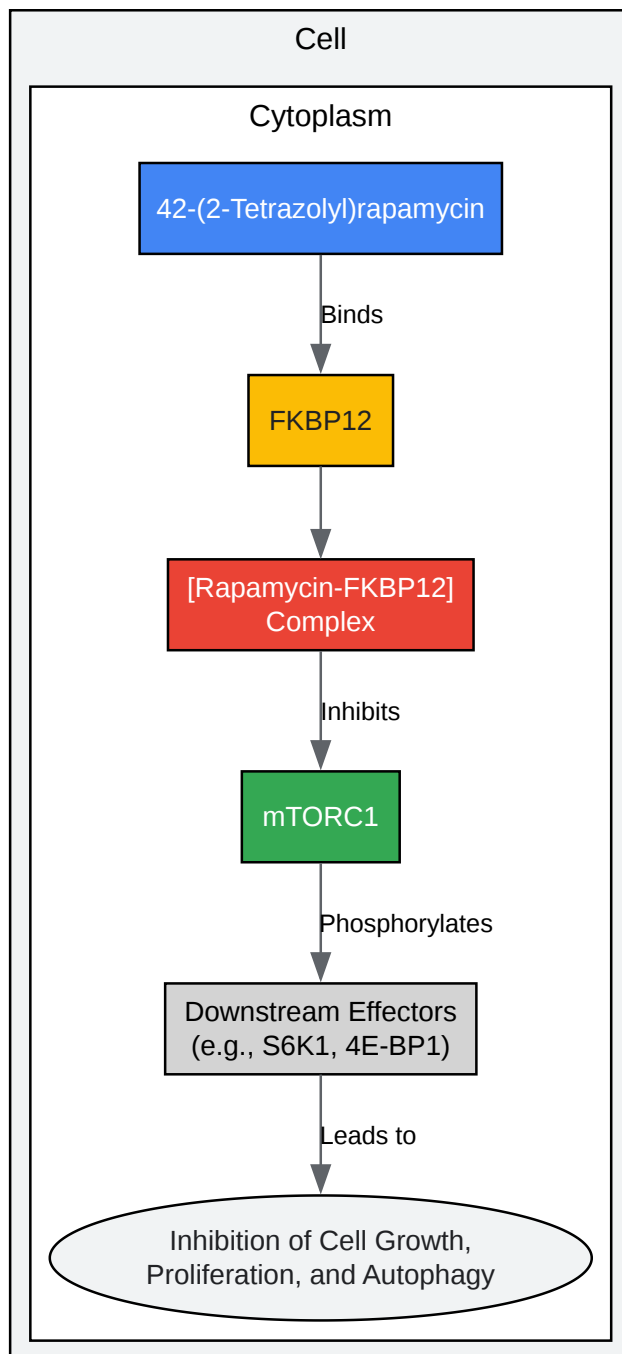 Cell
Cytoplasm
42-(2-Tetrazolyl)rapamycin
Binds
FKBP12
[Rapamycin-FKBP12]
Complex
Inhibits
mTORC1
Phosphorylates
Downstream Effectors
(e.g., S6K1, 4E-BP1)
Leads to
Inhibition of Cell Growth,
Proliferation, and Autophagy